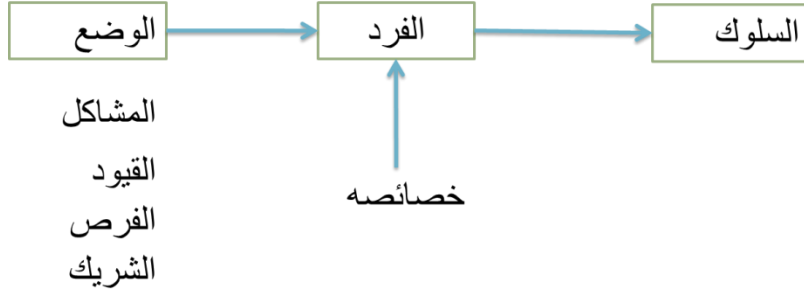 السلوك
الفرد
الوضع
المشاكل
القيود
الفرص
الشريك
خصائصه